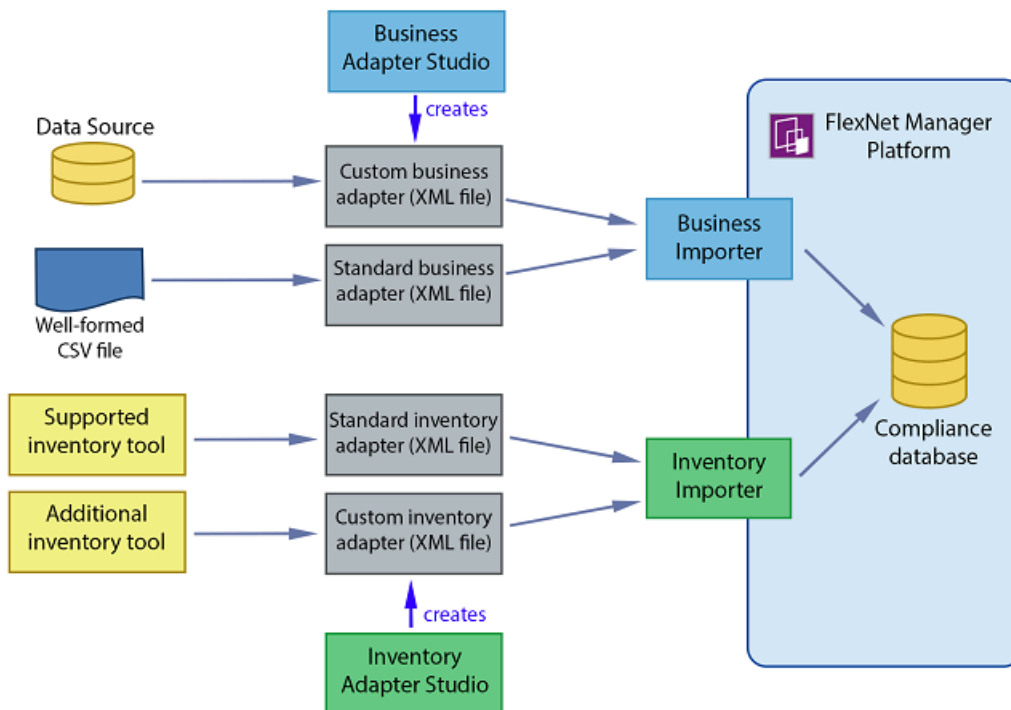 Business
Adapter Studio
creates
Data Source
FlexNet Manager
Platform
Custom business
adapter (XML file)
Business
Importer
Standard business
adapter (XML file)
Well-formed
CSV file
Supported
inventory tool
Standard inventory
adapter (XML file)
Compliance
database
Inventory
Importer
Additional
inventory tool
Custom inventory
adapter (XML file)
creates
Inventory
Adapter Studio